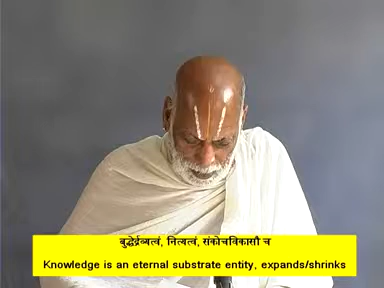 बुद्धेर्द्रव्यत्वं, नित्यत्वं, संकोचविकासौ च
Knowledge is an eternal substrate entity, expands/shrinks